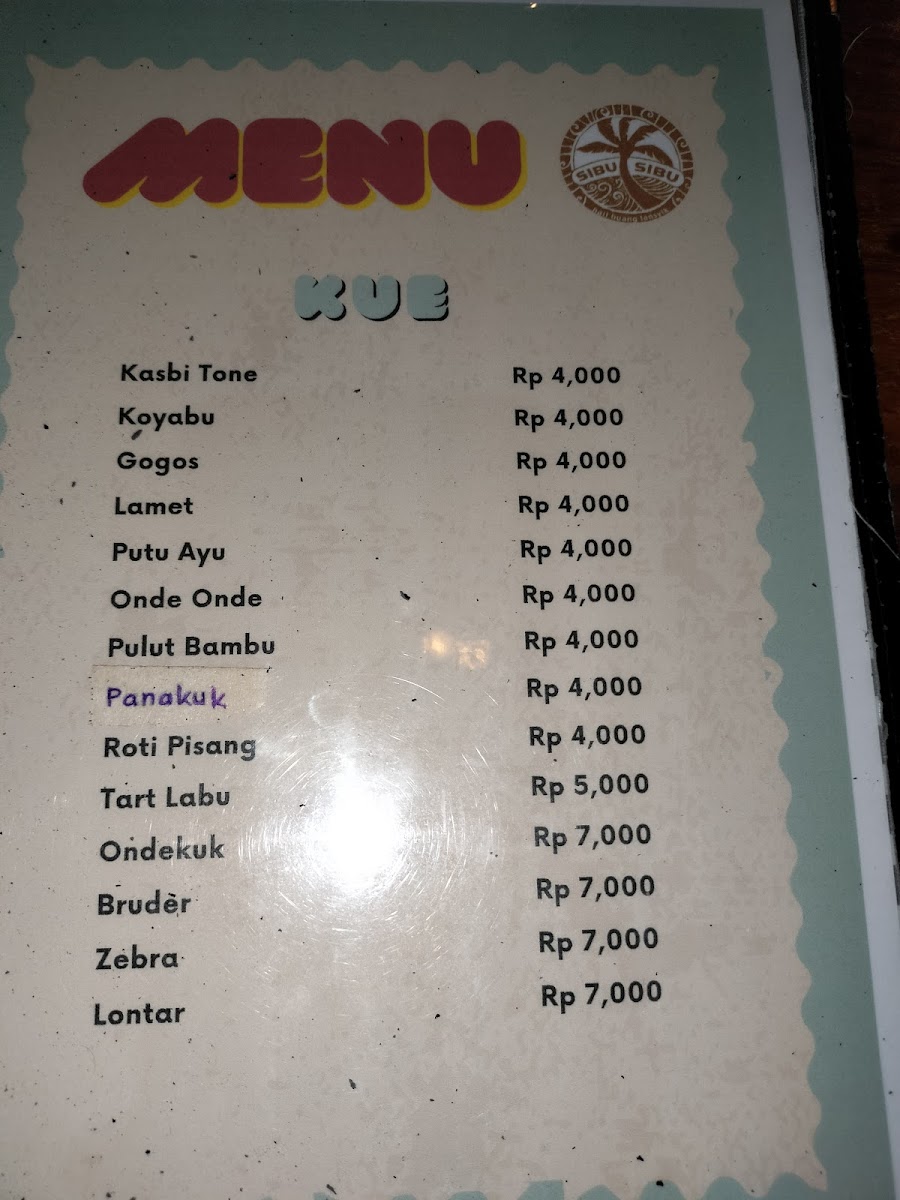 MENU
SIBU SIBU
KUE
Kasbi Tone Rp 4,000
Koyabu Rp 4,000
Gogos Rp 4,000
Lamet Rp 4,000
Putu Ayu Rp 4,000
Onde Onde Rp 4,000
Pulut Bambu Rp 4,000
Panakuk Rp 4,000
Roti Pisang Rp 4,000
Tart Labu Rp 5,000
Ondekuk Rp 7,000
Brudèr Rp 7,000
Zebra Rp 7,000
Lontar Rp 7,000